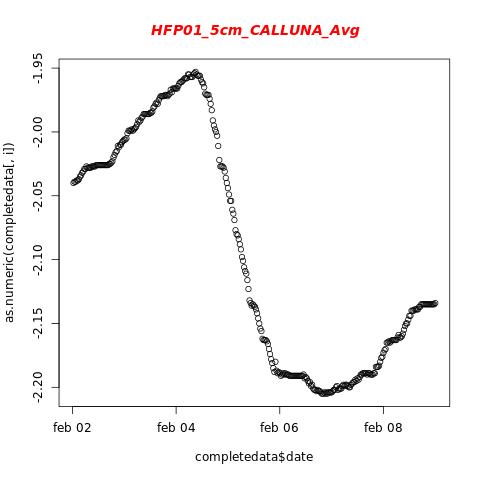 HFP01_5cm_CALLUNA_Avg
as.numeric(completedata[, i])
-1.95
-2.00
-2.05
-2.10
-2.15
-2.20
feb 02
feb 04
feb 06
feb 08
completedata$date